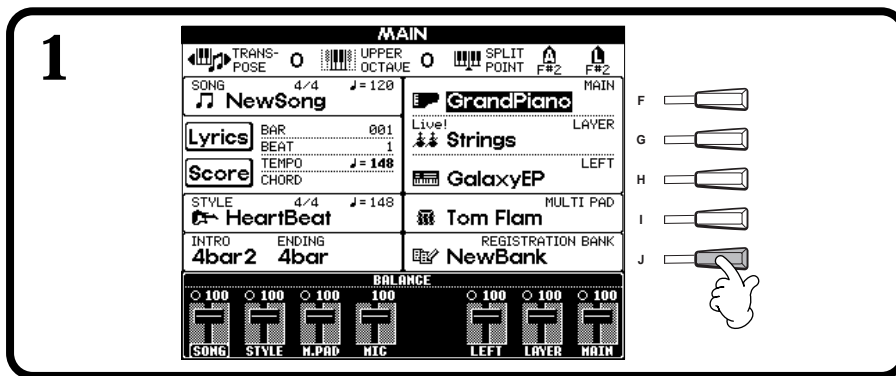 1
MAIN
TRANS-
POSE 0
UPPER
OCTAVE 0
SPLIT
POINT
A
F#2
L
F#2
SONG 4/4 ♩=120
NewSong
Lyrics
BAR 001
BEAT 1
Score
TEMPO ♩=148
CHORD
STYLE 4/4 ♩=148
HeartBeat
INTRO ENDING
4bar2 4bar
MAIN
GrandPiano
Live! LAYER
Strings
LEFT
GalaxyEP
MULTI PAD
Tom Flam
REGISTRATION BANK
NewBank
F
G
H
I
J
BALANCE
100 100 100 100 100 100 100
SONG STYLE M.PAD MIC LEFT LAYER MAIN